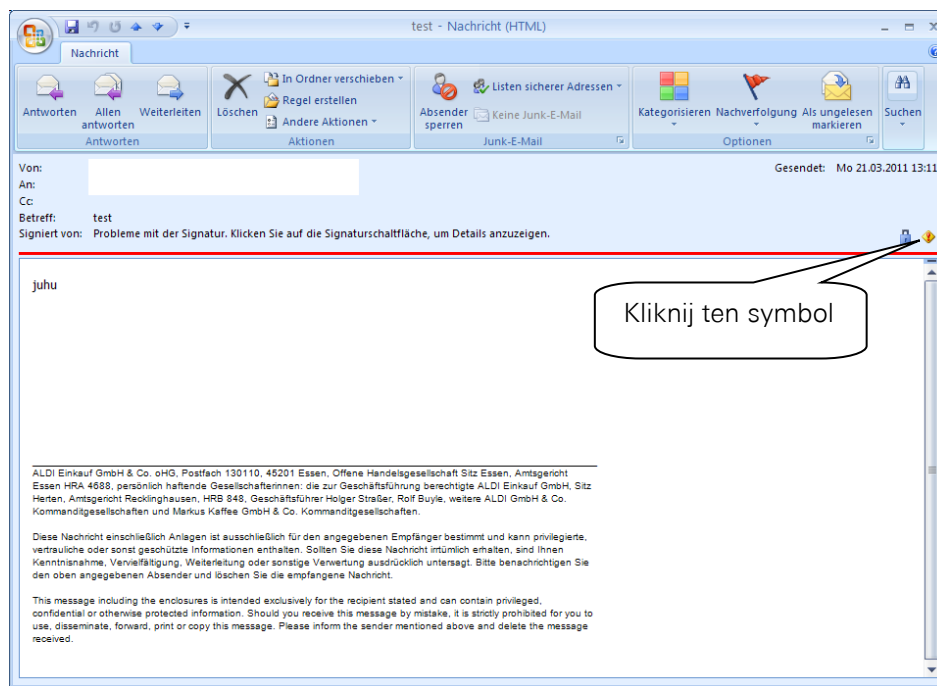 test - Nachricht (HTML)
Nachricht
Antworten
Allen antworten
Weiterleiten
Antworten
Löschen
In Ordner verschieben
Regel erstellen
Andere Aktionen
Aktionen
Absender sperren
Listen sicherer Adressen
Keine Junk-E-Mail
Junk-E-Mail
Kategorisieren
Nachverfolgung
Als ungelesen markieren
Optionen
Suchen
Von:
Gesendet: Mo 21.03.2011 13:11
An:
Cc:
Betreff: test
Signiert von: Probleme mit der Signatur. Klicken Sie auf die Signaturschaltfläche, um Details anzuzeigen.
juhu
Kliknij ten symbol
ALDI Einkauf GmbH & Co. oHG, Postfach 130110, 45201 Essen, Offene Handelsgesellschaft Sitz Essen, Amtsgericht
Essen HRA 4688, persönlich haftende Gesellschafterinnen: die zur Geschäftsführung berechtigte ALDI Einkauf GmbH, Sitz
Herten, Amtsgericht Recklinghausen, HRB 848, Geschäftsführer Holger Straßer, Rolf Buyle, weitere ALDI GmbH & Co.
Kommanditgesellschaften und Markus Kaffee GmbH & Co. Kommanditgesellschaften.
Diese Nachricht einschließlich Anlagen ist ausschließlich für den angegebenen Empfänger bestimmt und kann privilegierte,
vertrauliche oder sonst geschützte Informationen enthalten. Sollten Sie diese Nachricht irrtümlich erhalten, sind Ihnen
Kenntnisnahme, Vervielfältigung, Weiterleitung oder sonstige Verwertung ausdrücklich untersagt. Bitte benachrichtigen Sie
den oben angegebenen Absender und löschen Sie die empfangene Nachricht.
This message including the enclosures is intended exclusively for the recipient stated and can contain privileged,
confidential or otherwise protected information. Should you receive this message by mistake, it is strictly prohibited for you to
use, disseminate, forward, print or copy this message. Please inform the sender mentioned above and delete the message
received.